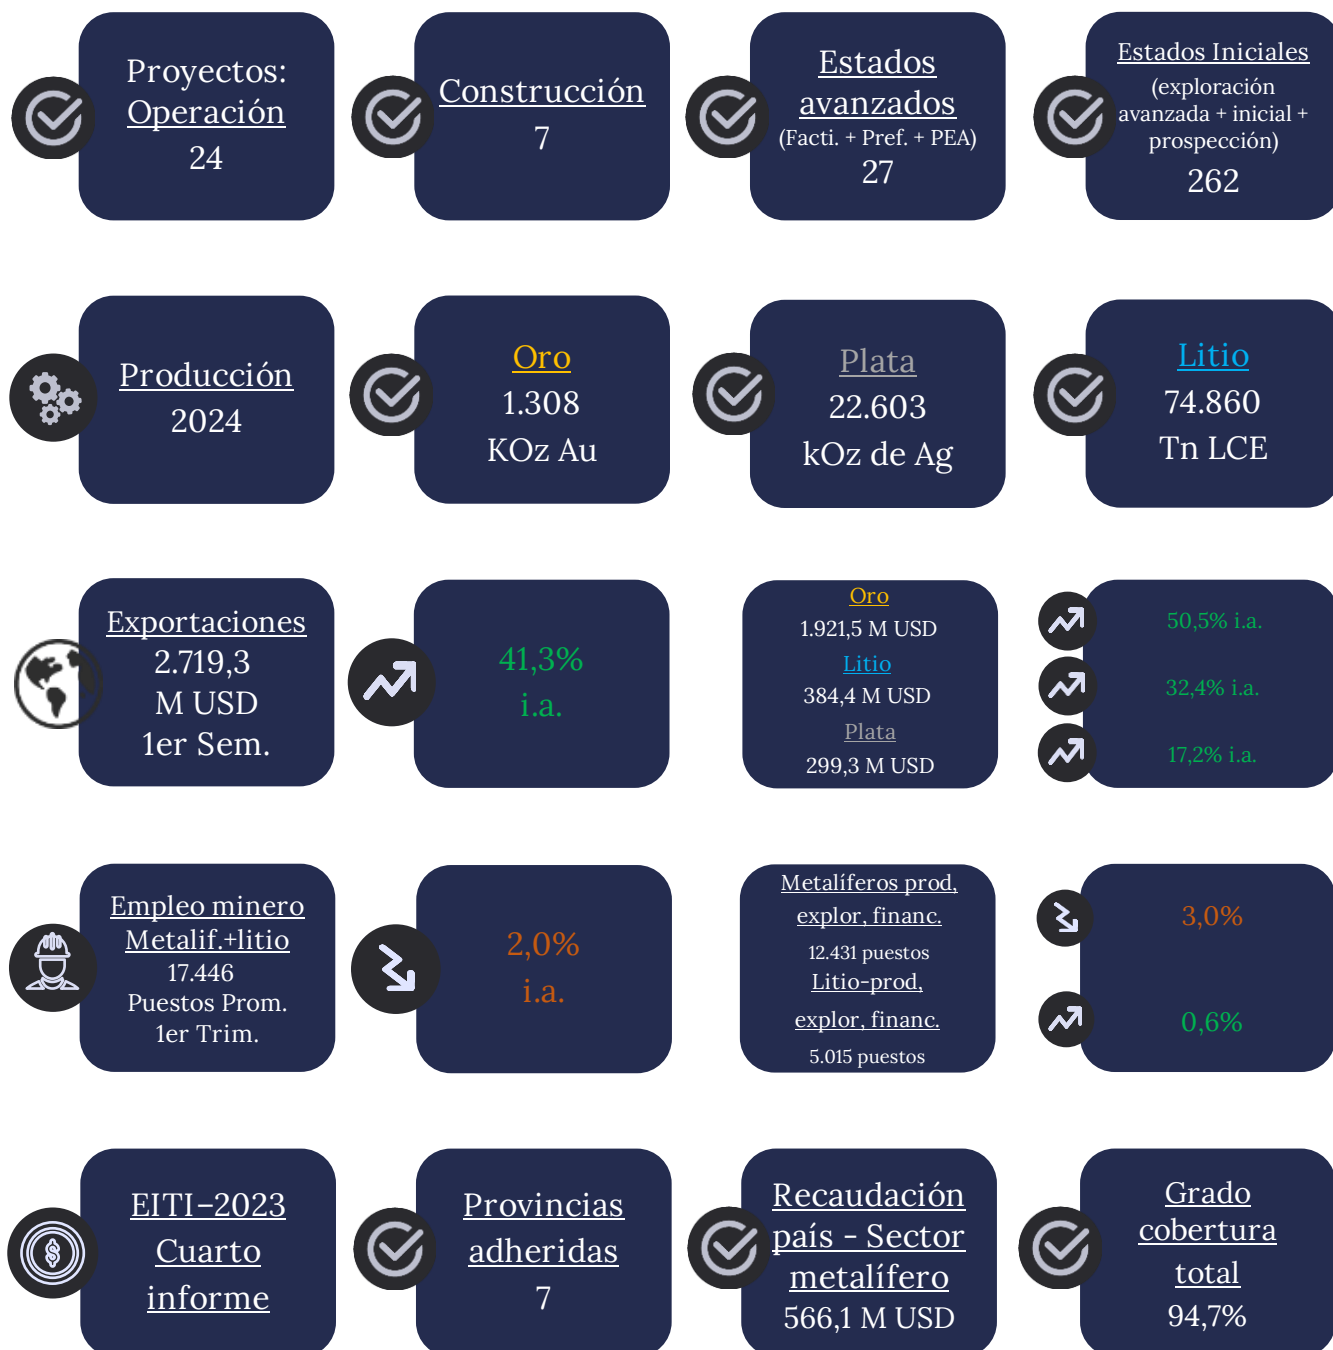 Proyectos:
Operación
24
Construcción
7
Estados
avanzados
(Facti. + Pref. + PEA)
27
Estados Iniciales
(exploración
avanzada + inicial +
prospección)
262
Producción
2024
Oro
1.308
KOz Au
Plata
22.603
kOz de Ag
Litio
74.860
Tn LCE
Exportaciones
2.719,3
M USD
1er Sem.
41,3%
i.a.
Oro
1.921,5 M USD
Litio
384,4 M USD
Plata
299,3 M USD
50,5% i.a.
32,4% i.a.
17,2% i.a.
Empleo minero
Metalif.+litio
17.446
Puestos Prom.
1er Trim.
2,0%
i.a.
Metalíferos prod,
explor, financ.
12.431 puestos
Litio-prod,
explor, financ.
5.015 puestos
3,0%
0,6%
EITI–2023
Cuarto
informe
Provincias
adheridas
7
Recaudación
país - Sector
metalífero
566,1 M USD
Grado
cobertura
total
94,7%